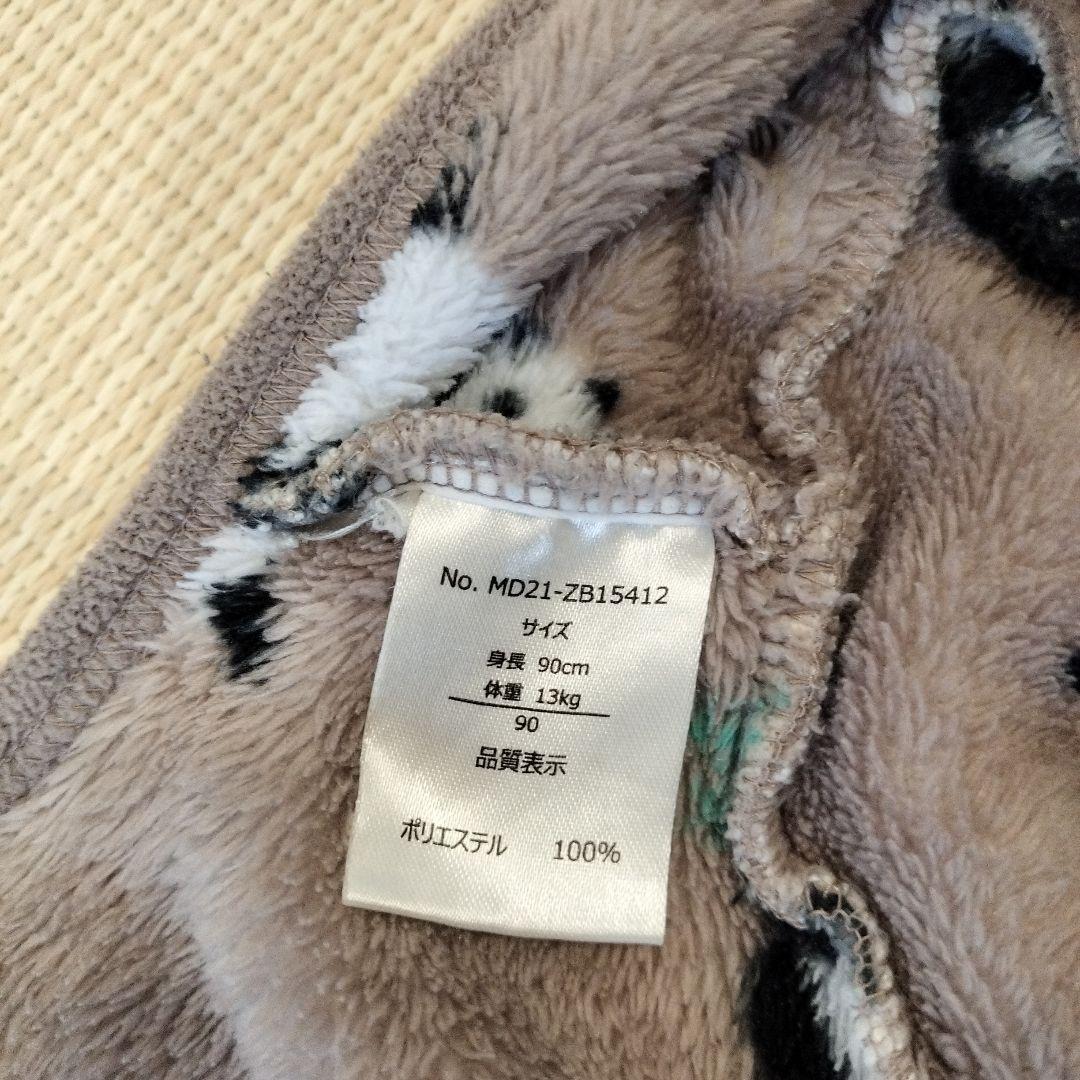 No. MD21-ZB15412
サイズ
身長 90cm
体重 13kg
90
品質表示
ポリエステル 100%